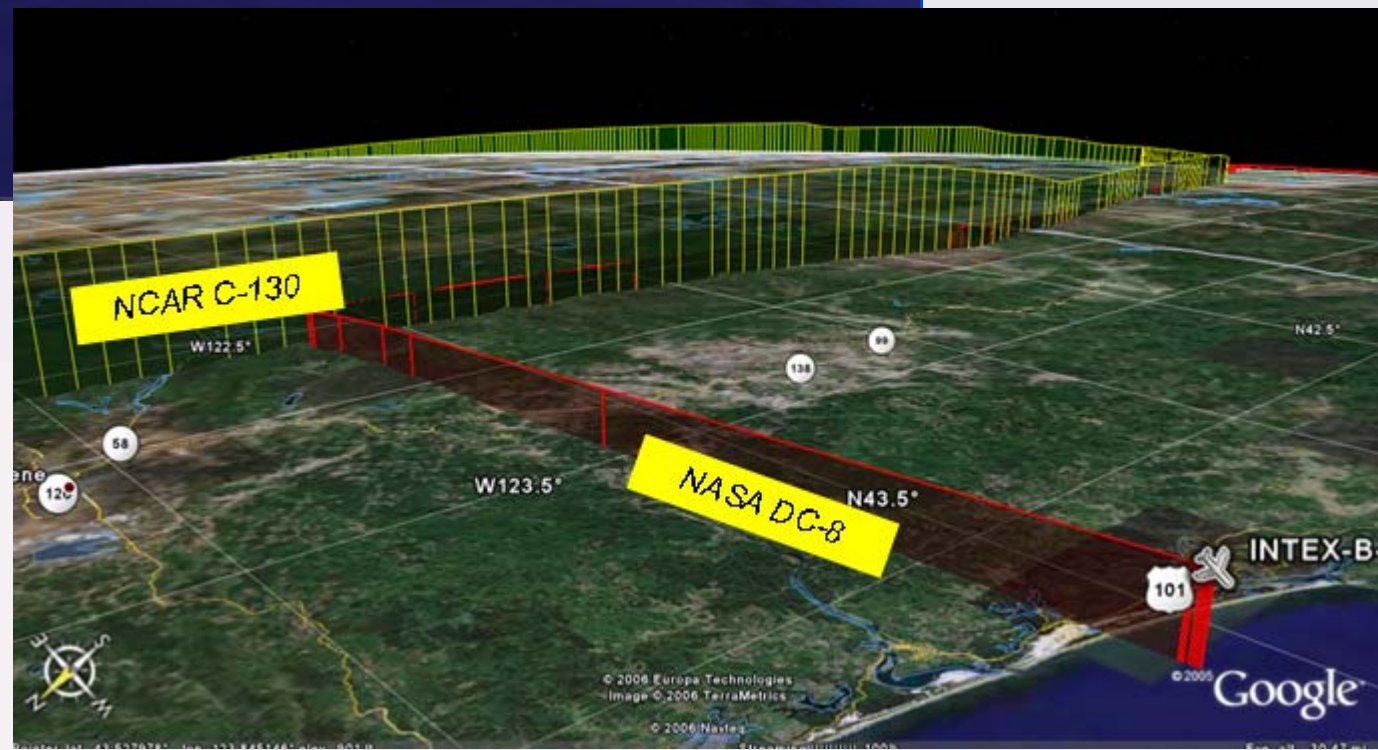 NCAR C-130
W122.5°
N42.5°
99
138
58
W123.5°
NASA DC-8
N43.5°
INTEX-B-
101
© 2006 Europa Technologies
Image © 2006 TerraMetrics
© 2005
Google
© 2006 Navteq